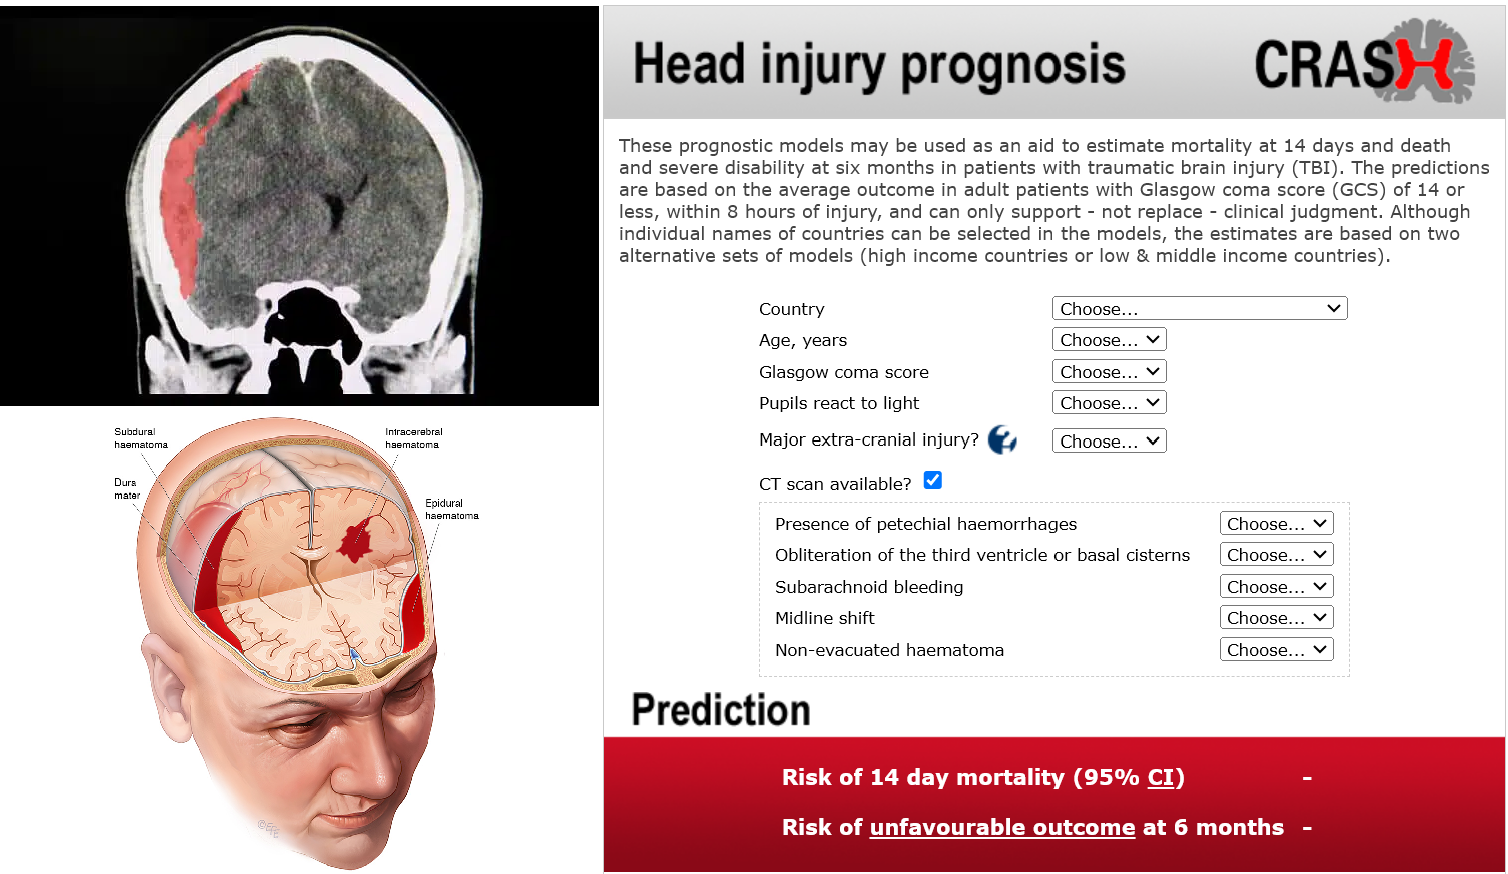 Subdural
haematoma
Dura
mater
Intracerebral
haematoma
Epidural
haematoma
Head injury prognosis
CRASH
These prognostic models may be used as an aid to estimate mortality at 14 days and death
and severe disability at six months in patients with traumatic brain injury (TBI). The predictions
are based on the average outcome in adult patients with Glasgow coma score (GCS) of 14 or
less, within 8 hours of injury, and can only support - not replace - clinical judgment. Although
individual names of countries can be selected in the models, the estimates are based on two
alternative sets of models (high income countries or low & middle income countries).
Country Choose...
Age, years Choose...
Glasgow coma score Choose...
Pupils react to light Choose...
Major extra-cranial injury? ? Choose...
CT scan available?
Presence of petechial haemorrhages Choose...
Obliteration of the third ventricle or basal cisterns Choose...
Subarachnoid bleeding Choose...
Midline shift Choose...
Non-evacuated haematoma Choose...
Prediction
Risk of 14 day mortality (95% CI) -
Risk of unfavourable outcome at 6 months -